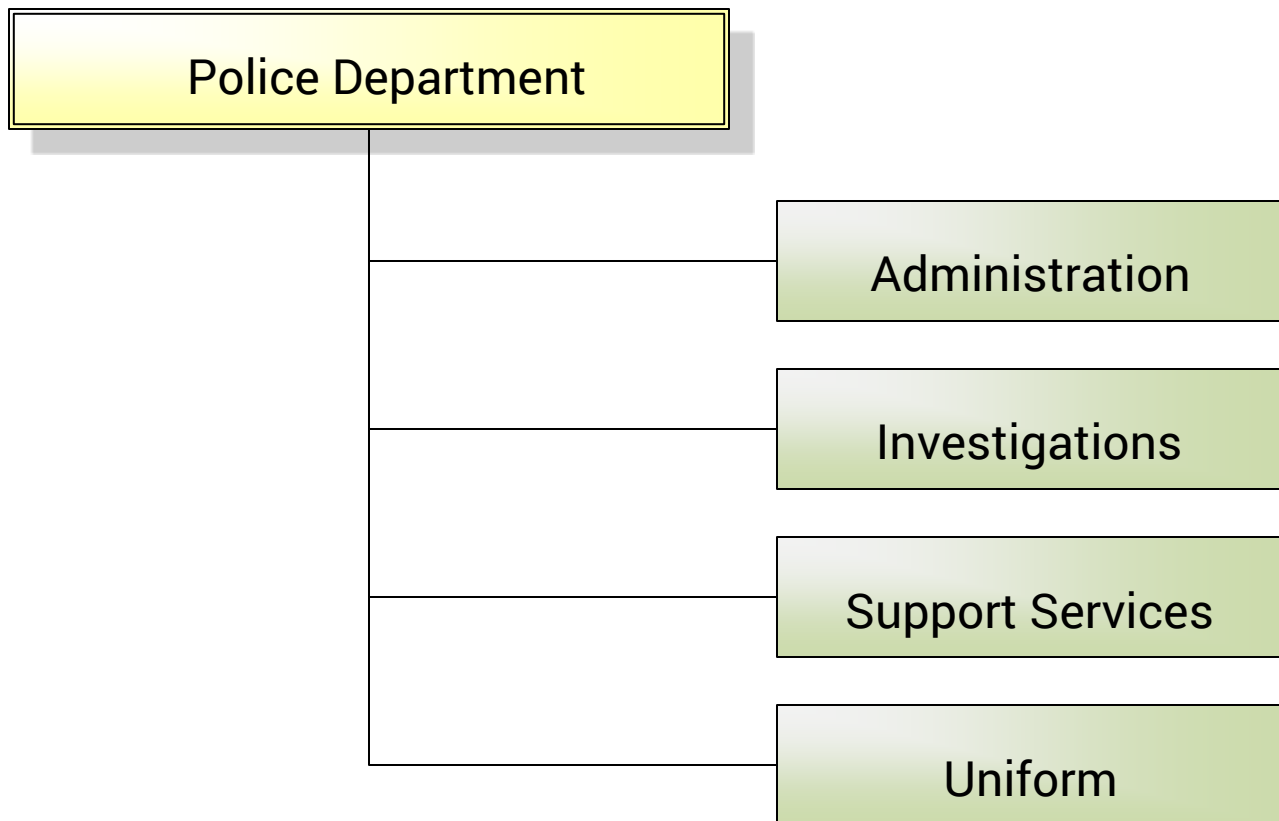 Police Department
Administration
Investigations
Support Services
Uniform